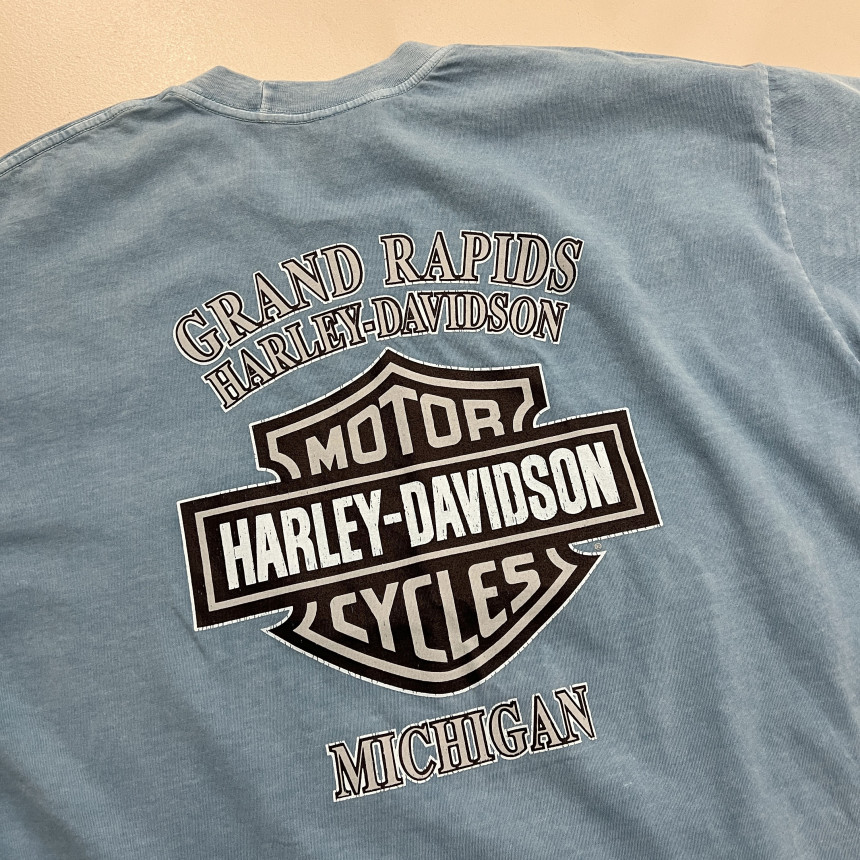 GRAND RAPIDS
HARLEY-DAVIDSON
MOTOR
HARLEY-DAVIDSON
®
CYCLES
MICHIGAN